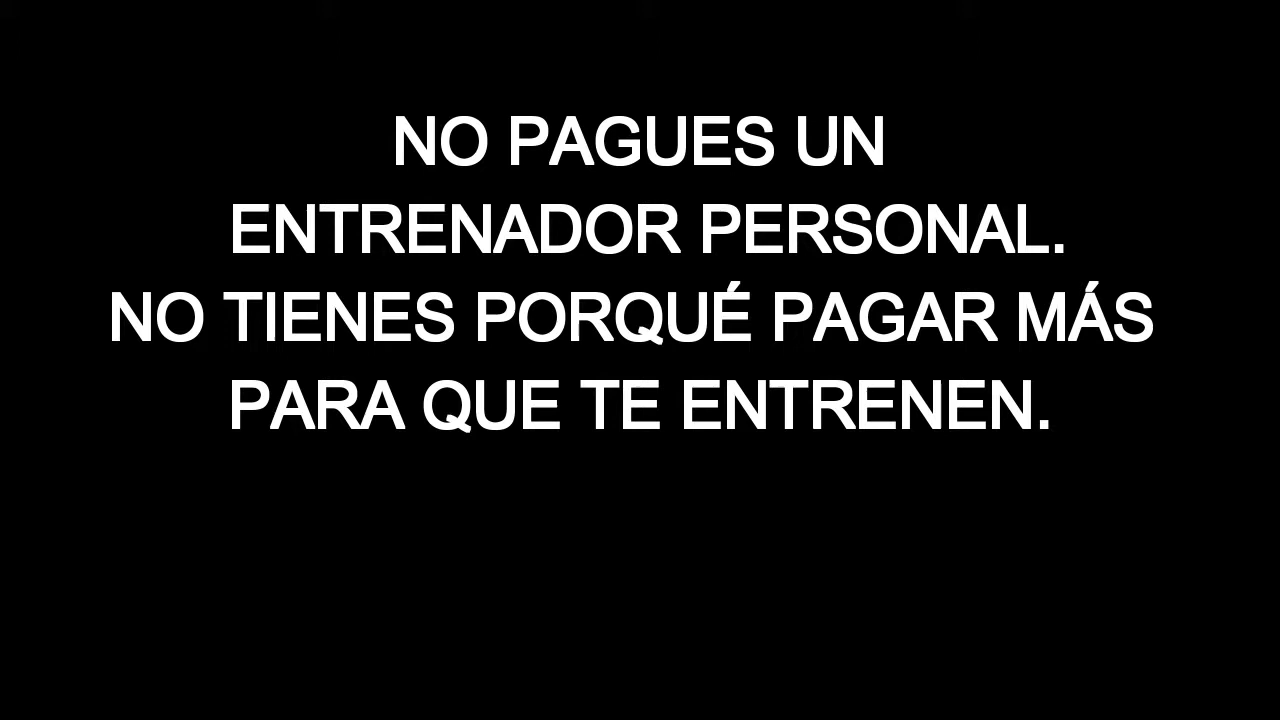 NO PAGUES UN
ENTRENADOR PERSONAL.
NO TIENES PORQUÉ PAGAR MÁS
PARA QUE TE ENTRENEN.